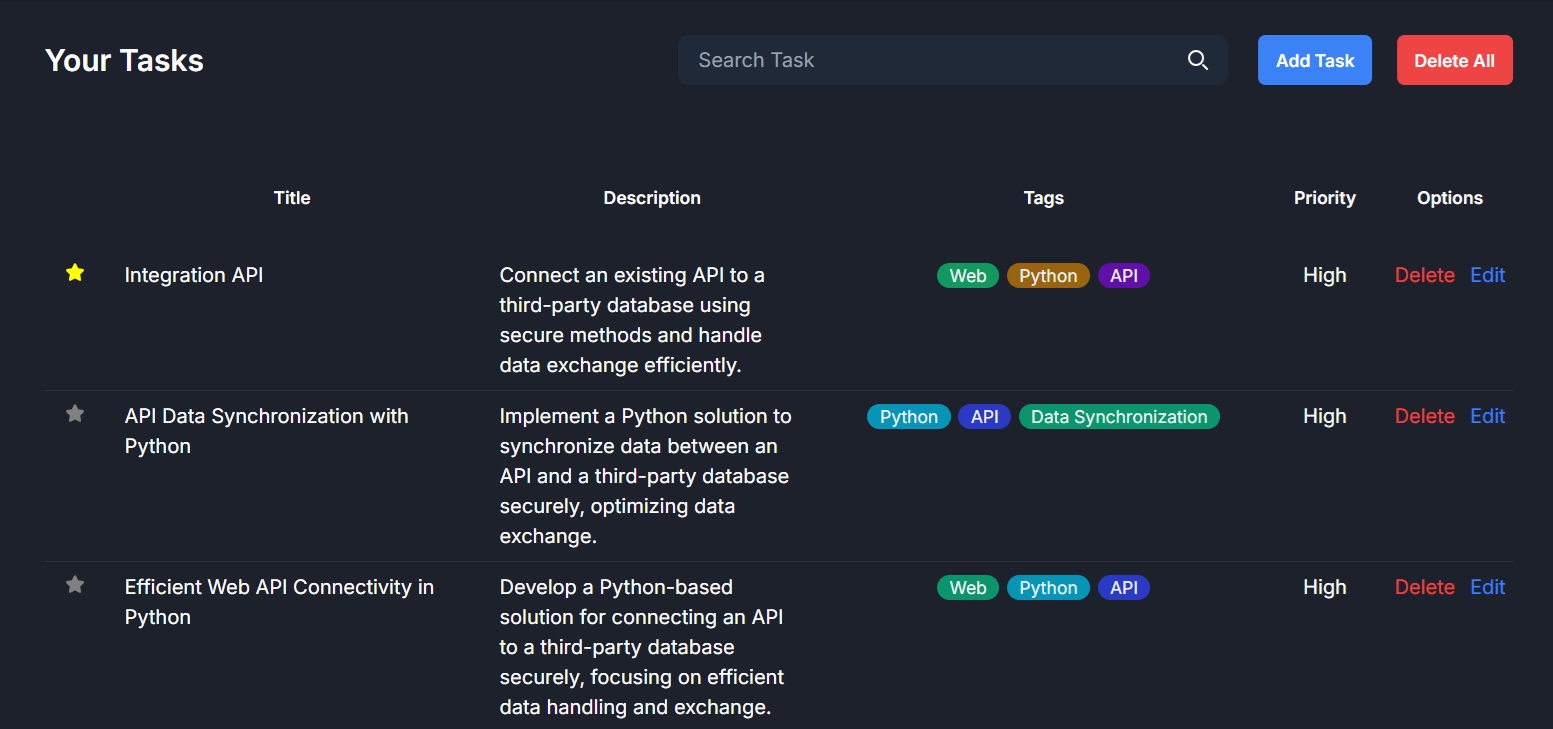 Your Tasks
Search Task
Add Task
Delete All
Title Description Tags Priority Options
Integration API
Connect an existing API to a
third-party database using
secure methods and handle
data exchange efficiently.
Web Python API
High
Delete Edit
API Data Synchronization with
Python
Implement a Python solution to
synchronize data between an
API and a third-party database
securely, optimizing data
exchange.
Python API Data Synchronization
High
Delete Edit
Efficient Web API Connectivity in
Python
Develop a Python-based
solution for connecting an API
to a third-party database
securely, focusing on efficient
data handling and exchange.
Web Python API
High
Delete Edit